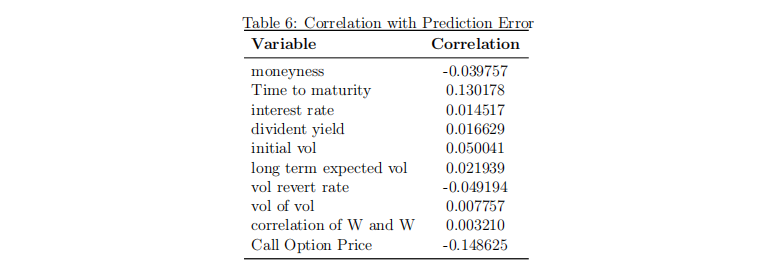 Table 6: Correlation with Prediction Error
Variable Correlation
moneyness -0.039757
Time to maturity 0.130178
interest rate 0.014517
divident yield 0.016629
initial vol 0.050041
long term expected vol 0.021939
vol revert rate -0.049194
vol of vol 0.007757
correlation of W and W 0.003210
Call Option Price -0.148625